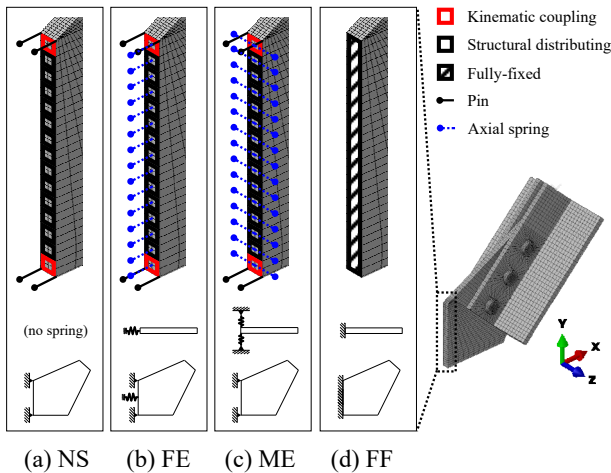 Kinematic coupling
Structural distributing
Fully-fixed
Pin
Axial spring
(no spring)
Y
X
Z
(a) NS
(b) FE
(c) ME
(d) FF